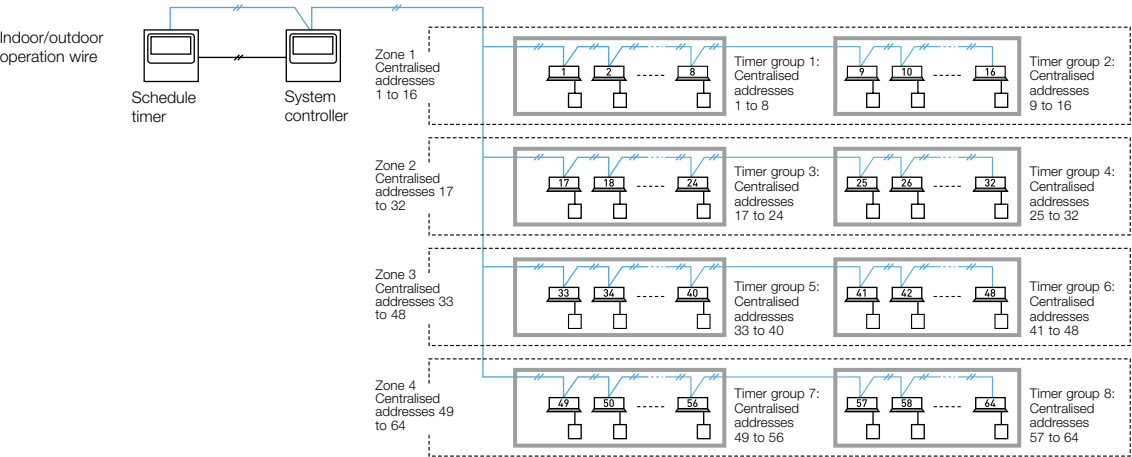 Indoor/outdoor
operation wire
Schedule
timer
System
controller
Zone 1
Centralised
addresses
1 to 16
1 2 8
Timer group 1:
Centralised
addresses
1 to 8
9 10 16
Timer group 2:
Centralised
addresses
9 to 16
Zone 2
Centralised
addresses 17
to 32
17 18 24
Timer group 3:
Centralised
addresses
17 to 24
25 26 32
Timer group 4:
Centralised
addresses
25 to 32
Zone 3
Centralised
addresses 33
to 48
33 34 40
Timer group 5:
Centralised
addresses
33 to 40
41 42 48
Timer group 6:
Centralised
addresses
41 to 48
Zone 4
Centralised
addresses 49
to 64
49 50 56
Timer group 7:
Centralised
addresses
49 to 56
57 58 64
Timer group 8:
Centralised
addresses
57 to 64